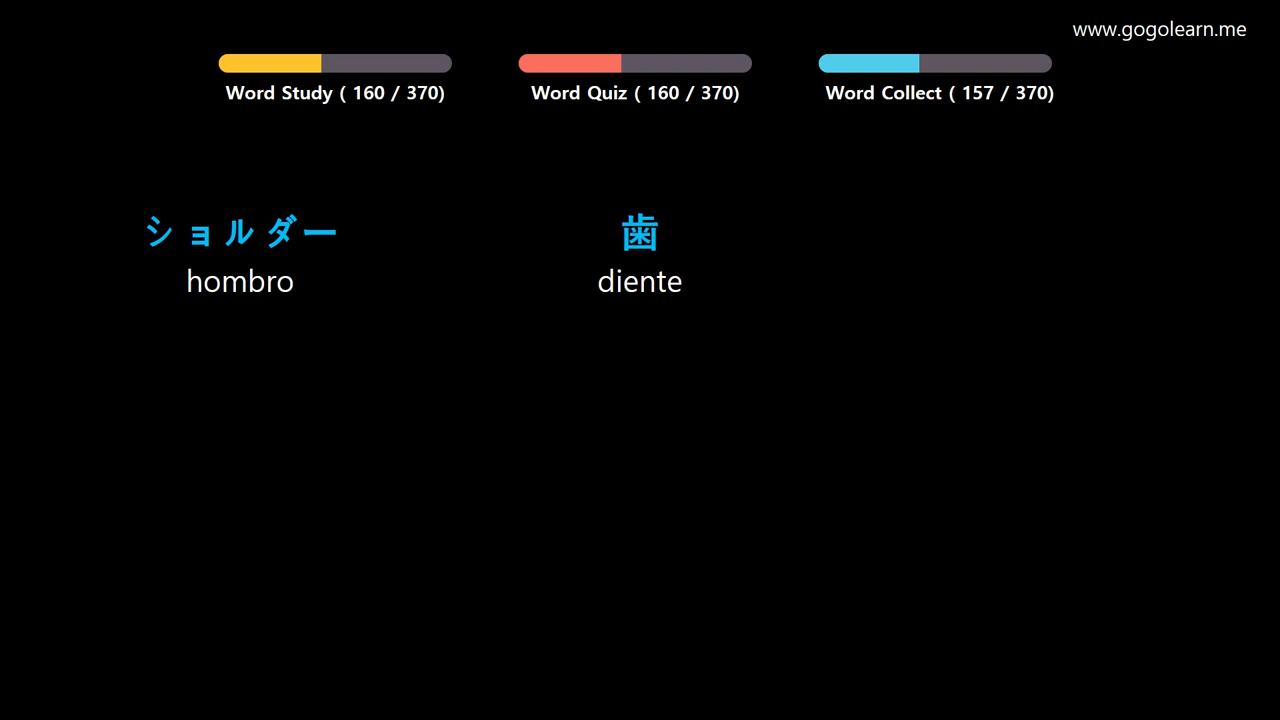 www.gogolearn.me
Word Study ( 160 / 370)
Word Quiz ( 160 / 370)
Word Collect ( 157 / 370)
ショルダー
hombro
歯
diente